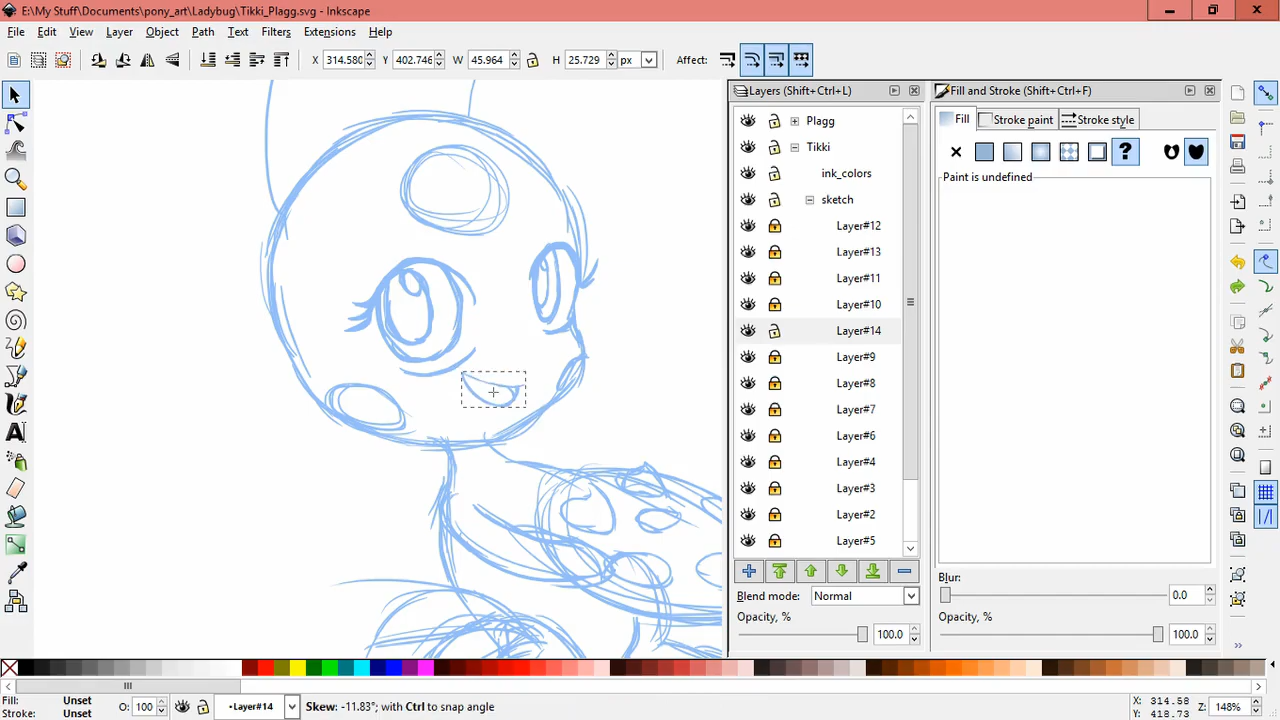 E:\My Stuff\Documents\pony_art\Ladybug\Tikki_Plagg.svg - Inkscape
File Edit View Layer Object Path Text Filters Extensions Help
X 314.580 Y 402.746 W 45.964 H 25.729 px Affect:
Layers (Shift+Ctrl+L)
Fill and Stroke (Shift+Ctrl+F)
Plagg
Fill Stroke paint Stroke style
Tikki
ink_colors
Paint is undefined
sketch
Layer#12
Layer#13
Layer#11
Layer#10
Layer#14
Layer#9
Layer#8
Layer#7
Layer#6
Layer#4
Layer#3
Layer#2
Layer#5
Blur:
Blend mode: Normal
0.0
Opacity, %
Opacity, %
100.0
100.0
Fill: Unset
Stroke: Unset
O: 100
•Layer#14
Skew: -11.83°; with Ctrl to snap angle
X: 314.58
Y: 418.73
Z: 148%